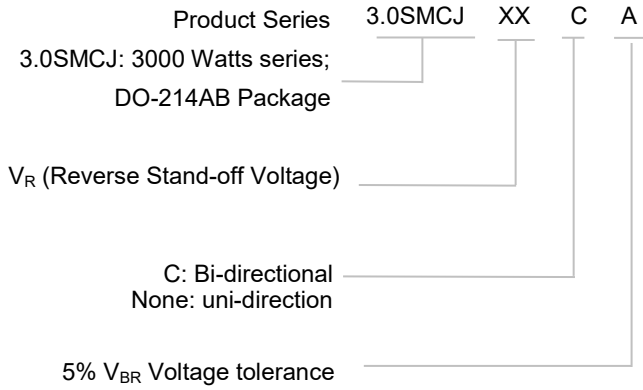 Product Series 3.0SMCJ XX C A
3.0SMCJ: 3000 Watts series;
DO-214AB Package
VR (Reverse Stand-off Voltage)
C: Bi-directional
None: uni-direction
5% VBR Voltage tolerance